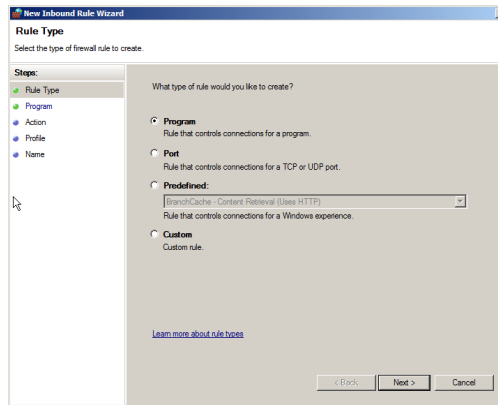 New Inbound Rule Wizard
Rule Type
Select the type of firewall rule to create.
Steps:
Rule Type
Program
Action
Profile
Name
What type of rule would you like to create?
Program
Rule that controls connections for a program.
Port
Rule that controls connections for a TCP or UDP port.
Predefined:
BranchCache - Content Retrieval (Uses HTTP)
Rule that controls connections for a Windows experience.
Custom
Custom rule.
Learn more about rule types
< Back
Next >
Cancel